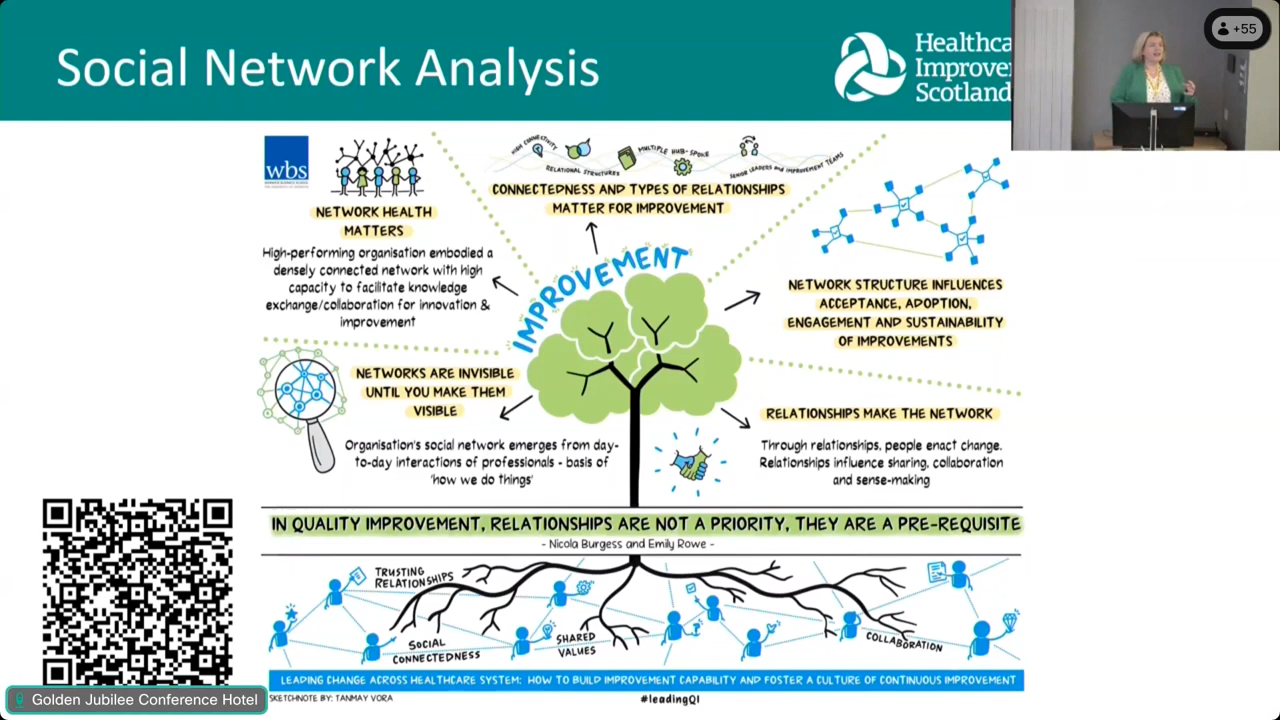 Social Network Analysis
Healthca
Improve
Scotland
+55
wbs
HIGH CONNECTIVITY
RELATIONAL STRUCTURES
MULTIPLE HUB-SPOKE
SENIOR LEADERS and IMPROVEMENT TEAMS
CONNECTEDNESS AND TYPES OF RELATIONSHIPS
MATTER FOR IMPROVEMENT
NETWORK HEALTH
MATTERS
High-performing organisation embodied a
densely connected network with high
capacity to facilitate knowledge
exchange/collaboration for innovation &
improvement
IMPROVEMENT
NETWORK STRUCTURE INFLUENCES
ACCEPTANCE, ADOPTION,
ENGAGEMENT AND SUSTAINABILITY
OF IMPROVEMENTS
NETWORKS ARE INVISIBLE
UNTIL YOU MAKE THEM
VISIBLE
Organisation's social network emerges from day-
to-day interactions of professionals - basis of
'how we do things'
RELATIONSHIPS MAKE THE NETWORK
Through relationships, people enact change.
Relationships influence sharing, collaboration
and sense-making
IN QUALITY IMPROVEMENT, RELATIONSHIPS ARE NOT A PRIORITY, THEY ARE A PRE-REQUISITE
- Nicola Burgess and Emily Rowe -
TRUSTING
RELATIONSHIPS
SOCIAL
CONNECTEDNESS
SHARED
VALUES
COLLABORATION
LEADING CHANGE ACROSS HEALTHCARE SYSTEM: HOW TO BUILD IMPROVEMENT CAPABILITY AND FOSTER A CULTURE OF CONTINUOUS IMPROVEMENT
SKETCHNOTE BY: TANMAY VORA
#leadingQI
Golden Jubilee Conference Hotel